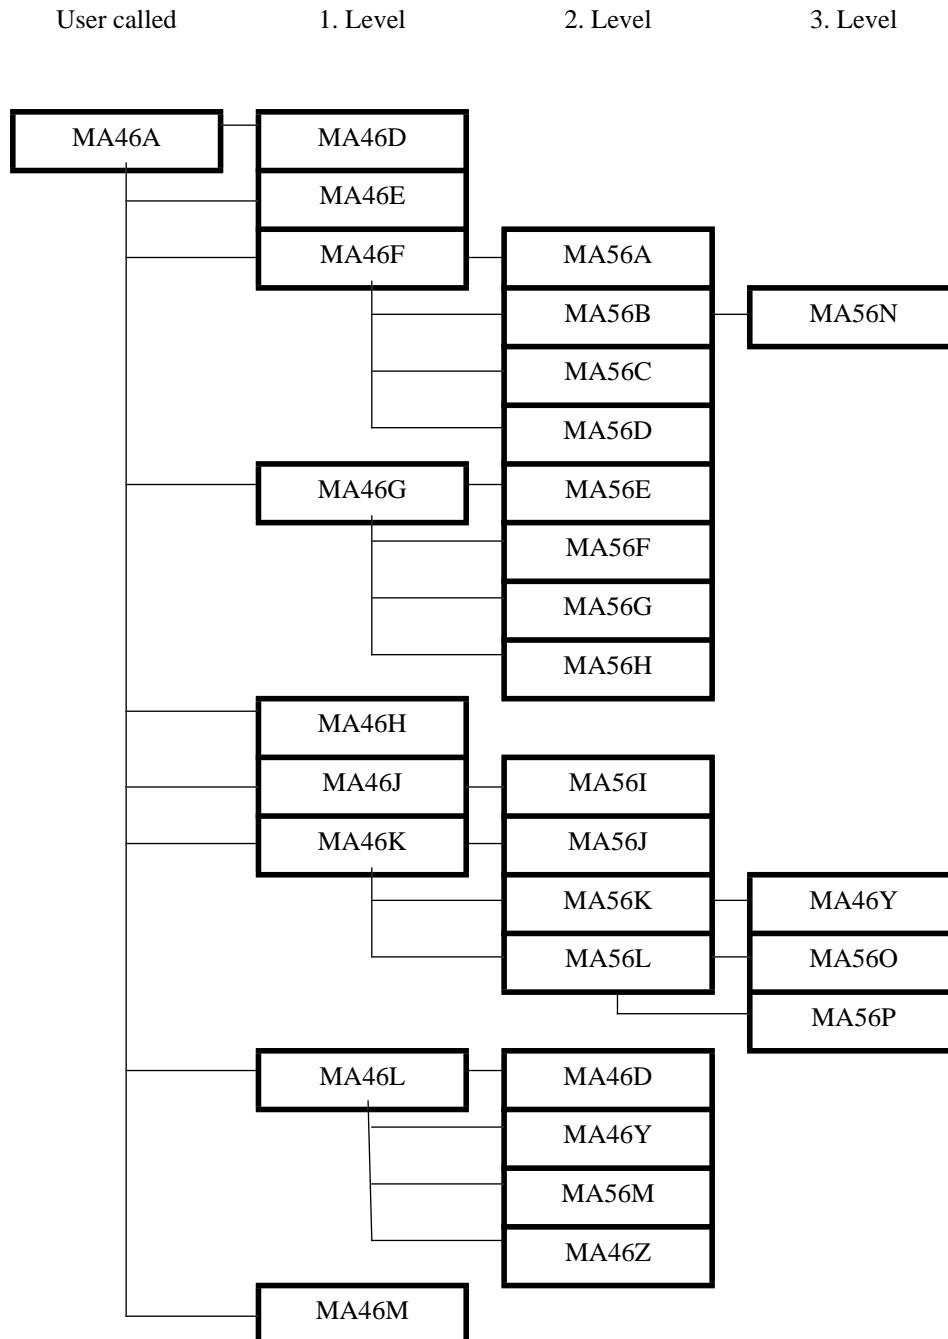 User called 1. Level 2. Level 3. Level
MA46A MA46D
MA46E
MA46F MA56A
MA56B MA56N
MA56C
MA56D
MA46G MA56E
MA56F
MA56G
MA56H
MA46H
MA46J MA56I
MA46K MA56J
MA56K MA46Y
MA56L MA56O
MA56P
MA46L MA46D
MA46Y
MA56M
MA46Z
MA46M